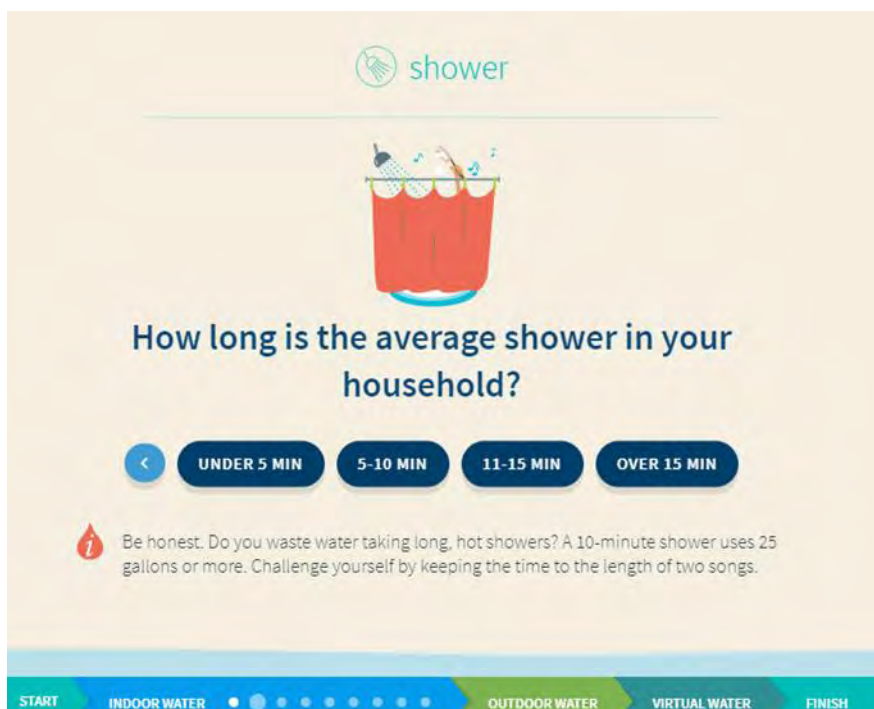 shower
How long is the average shower in your
household?
UNDER 5 MIN 5-10 MIN 11-15 MIN OVER 15 MIN
i Be honest. Do you waste water taking long, hot showers? A 10-minute shower uses 25
gallons or more. Challenge yourself by keeping the time to the length of two songs.
START INDOOR WATER OUTDOOR WATER VIRTUAL WATER FINISH